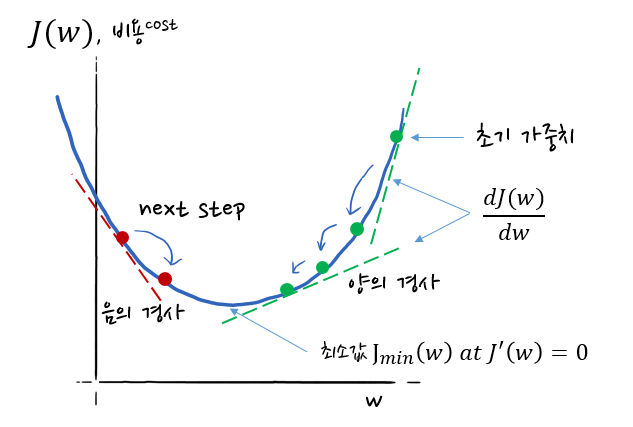 J(w), 비용cost
초기 가중치
next step
dJ(w)
dw
양의 경사
음의 경사
최소값 Jmin(w) at J′(w) = 0
w